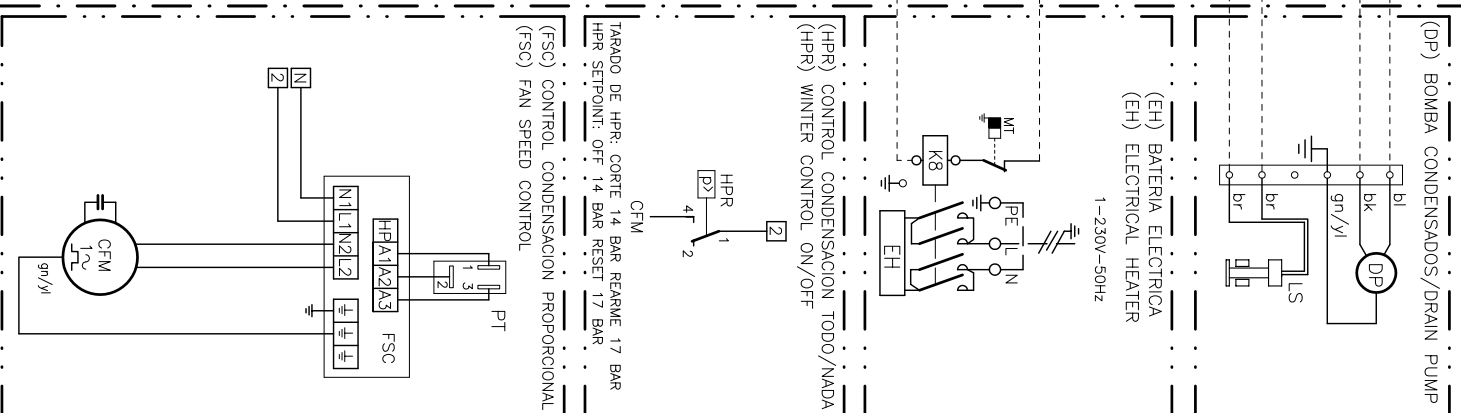 (DP) BOMBA CONDENSADOS/DRAIN PUMP
bl
bk
gn/yl
br
br
DP
LS
(EH) BATERIA ELECTRICA
(EH) ELECTRICAL HEATER
1-230V-50Hz
MT
K8
PE
L
N
EH
(HPR) CONTROL CONDENSACION TODO/NADA
(HPR) WINTER CONTROL ON/OFF
2
HPR
p>
1
4
2
CFM
TARADO DE HPR: CORTE 14 BAR REARME 17 BAR
HPR SETPOINT: OFF 14 BAR RESET 17 BAR
(FSC) CONTROL CONDENSACION PROPORCIONAL
(FSC) FAN SPEED CONTROL
N
2
N1 L1 N2 L2
HP A1 A2 A3
FSC
PT
1
2
3
CFM
1~
gn/yl